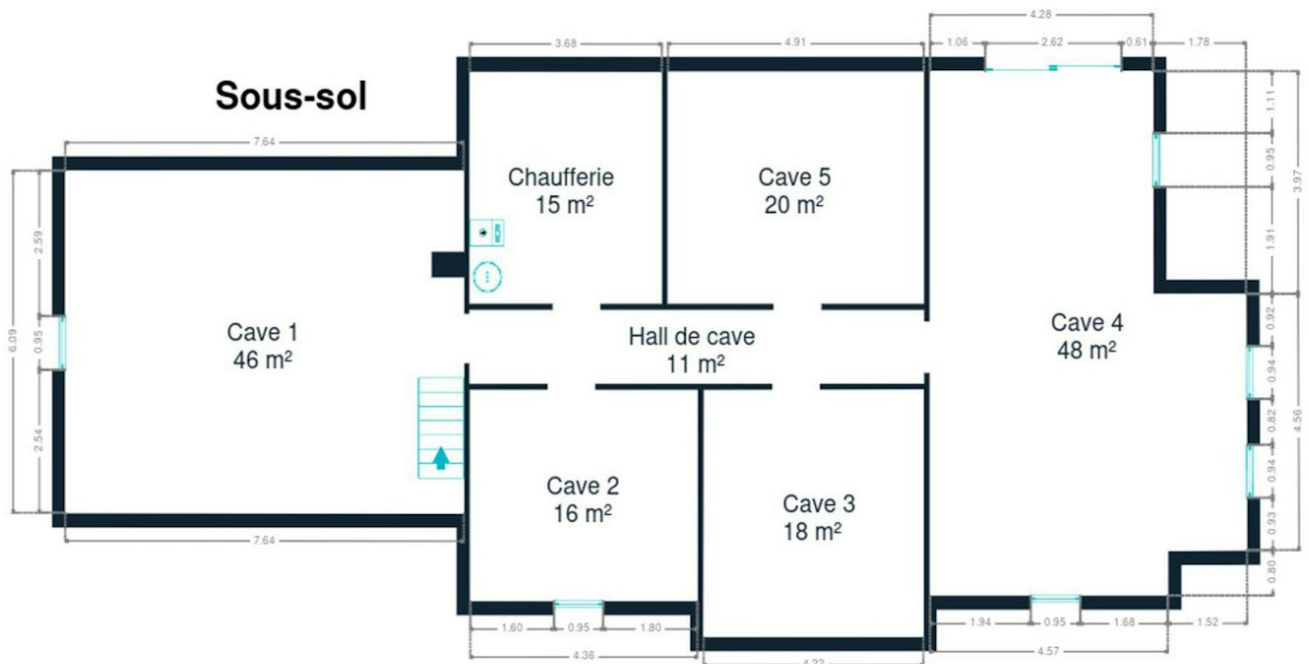 4.28
3.68
4.91
1.06
2.62
0.61
1.78
Sous-sol
1.11
7.64
0.95
3.97
Chaufferie
15 m²
Cave 5
20 m²
2.59
1.91
6.09
0.95
Cave 1
46 m²
Hall de cave
11 m²
Cave 4
48 m²
0.92
0.94
0.82
4.56
2.54
0.94
Cave 2
16 m²
Cave 3
18 m²
0.93
7.64
0.80
1.60
0.95
1.80
1.94
0.95
1.68
1.52
4.36
4.57